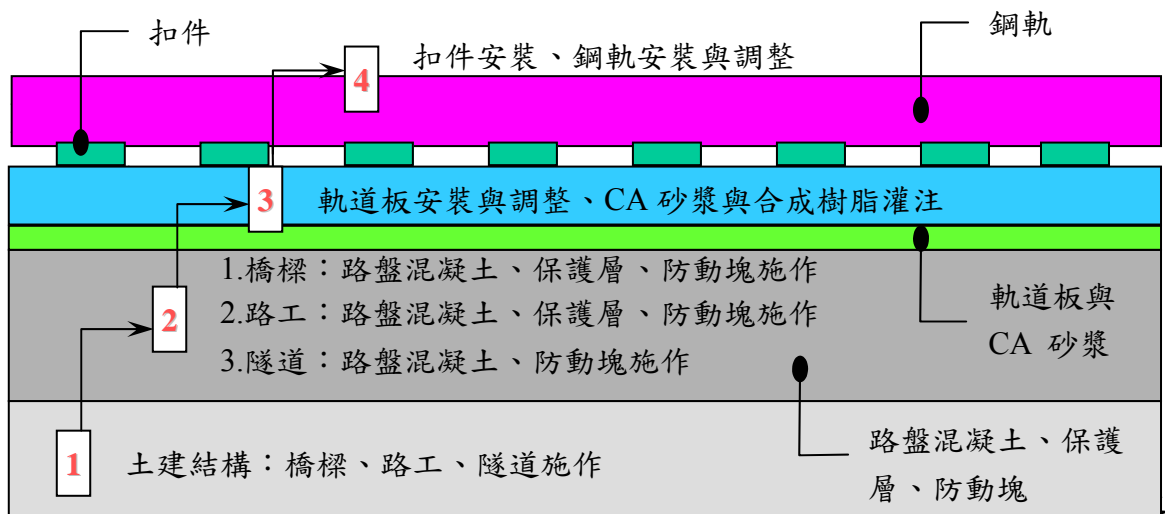 扣件
鋼軌
4
扣件安裝、鋼軌安裝與調整
3
軌道板安裝與調整、CA 砂漿與合成樹脂灌注
2
1.橋樑：路盤混凝土、保護層、防動塊施作
2.路工：路盤混凝土、保護層、防動塊施作
3.隧道：路盤混凝土、防動塊施作
軌道板與
CA 砂漿
1
土建結構：橋樑、路工、隧道施作
路盤混凝土、保護
層、防動塊